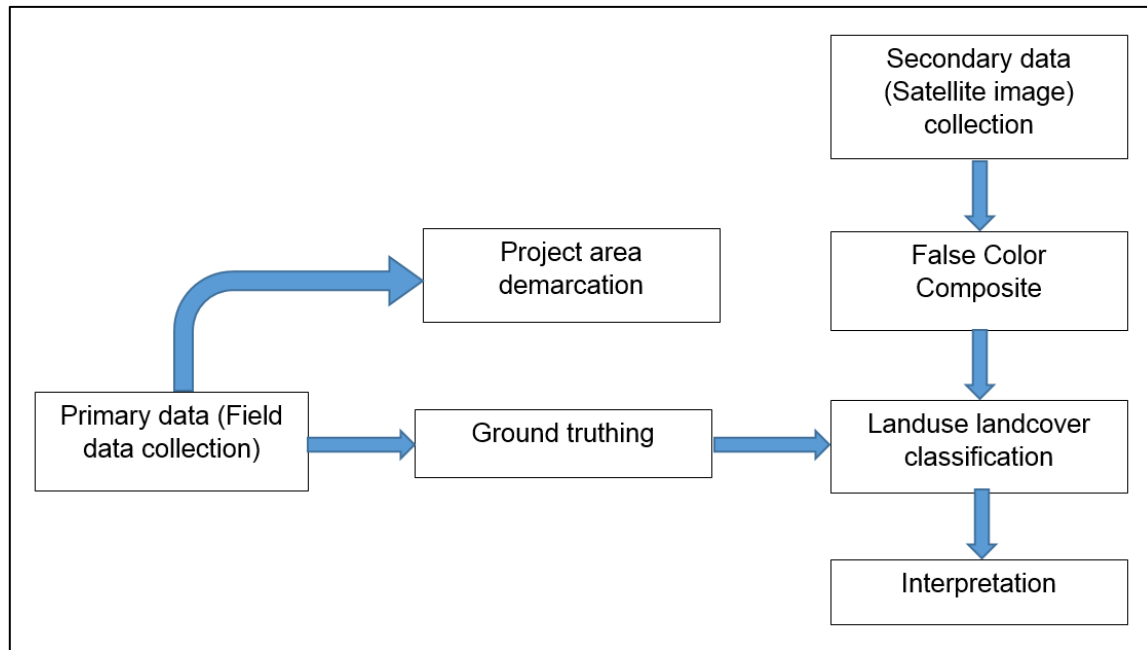 Secondary data
(Satellite image)
collection
Project area
demarcation
False Color
Composite
Primary data (Field
data collection)
Ground truthing
Landuse landcover
classification
Interpretation